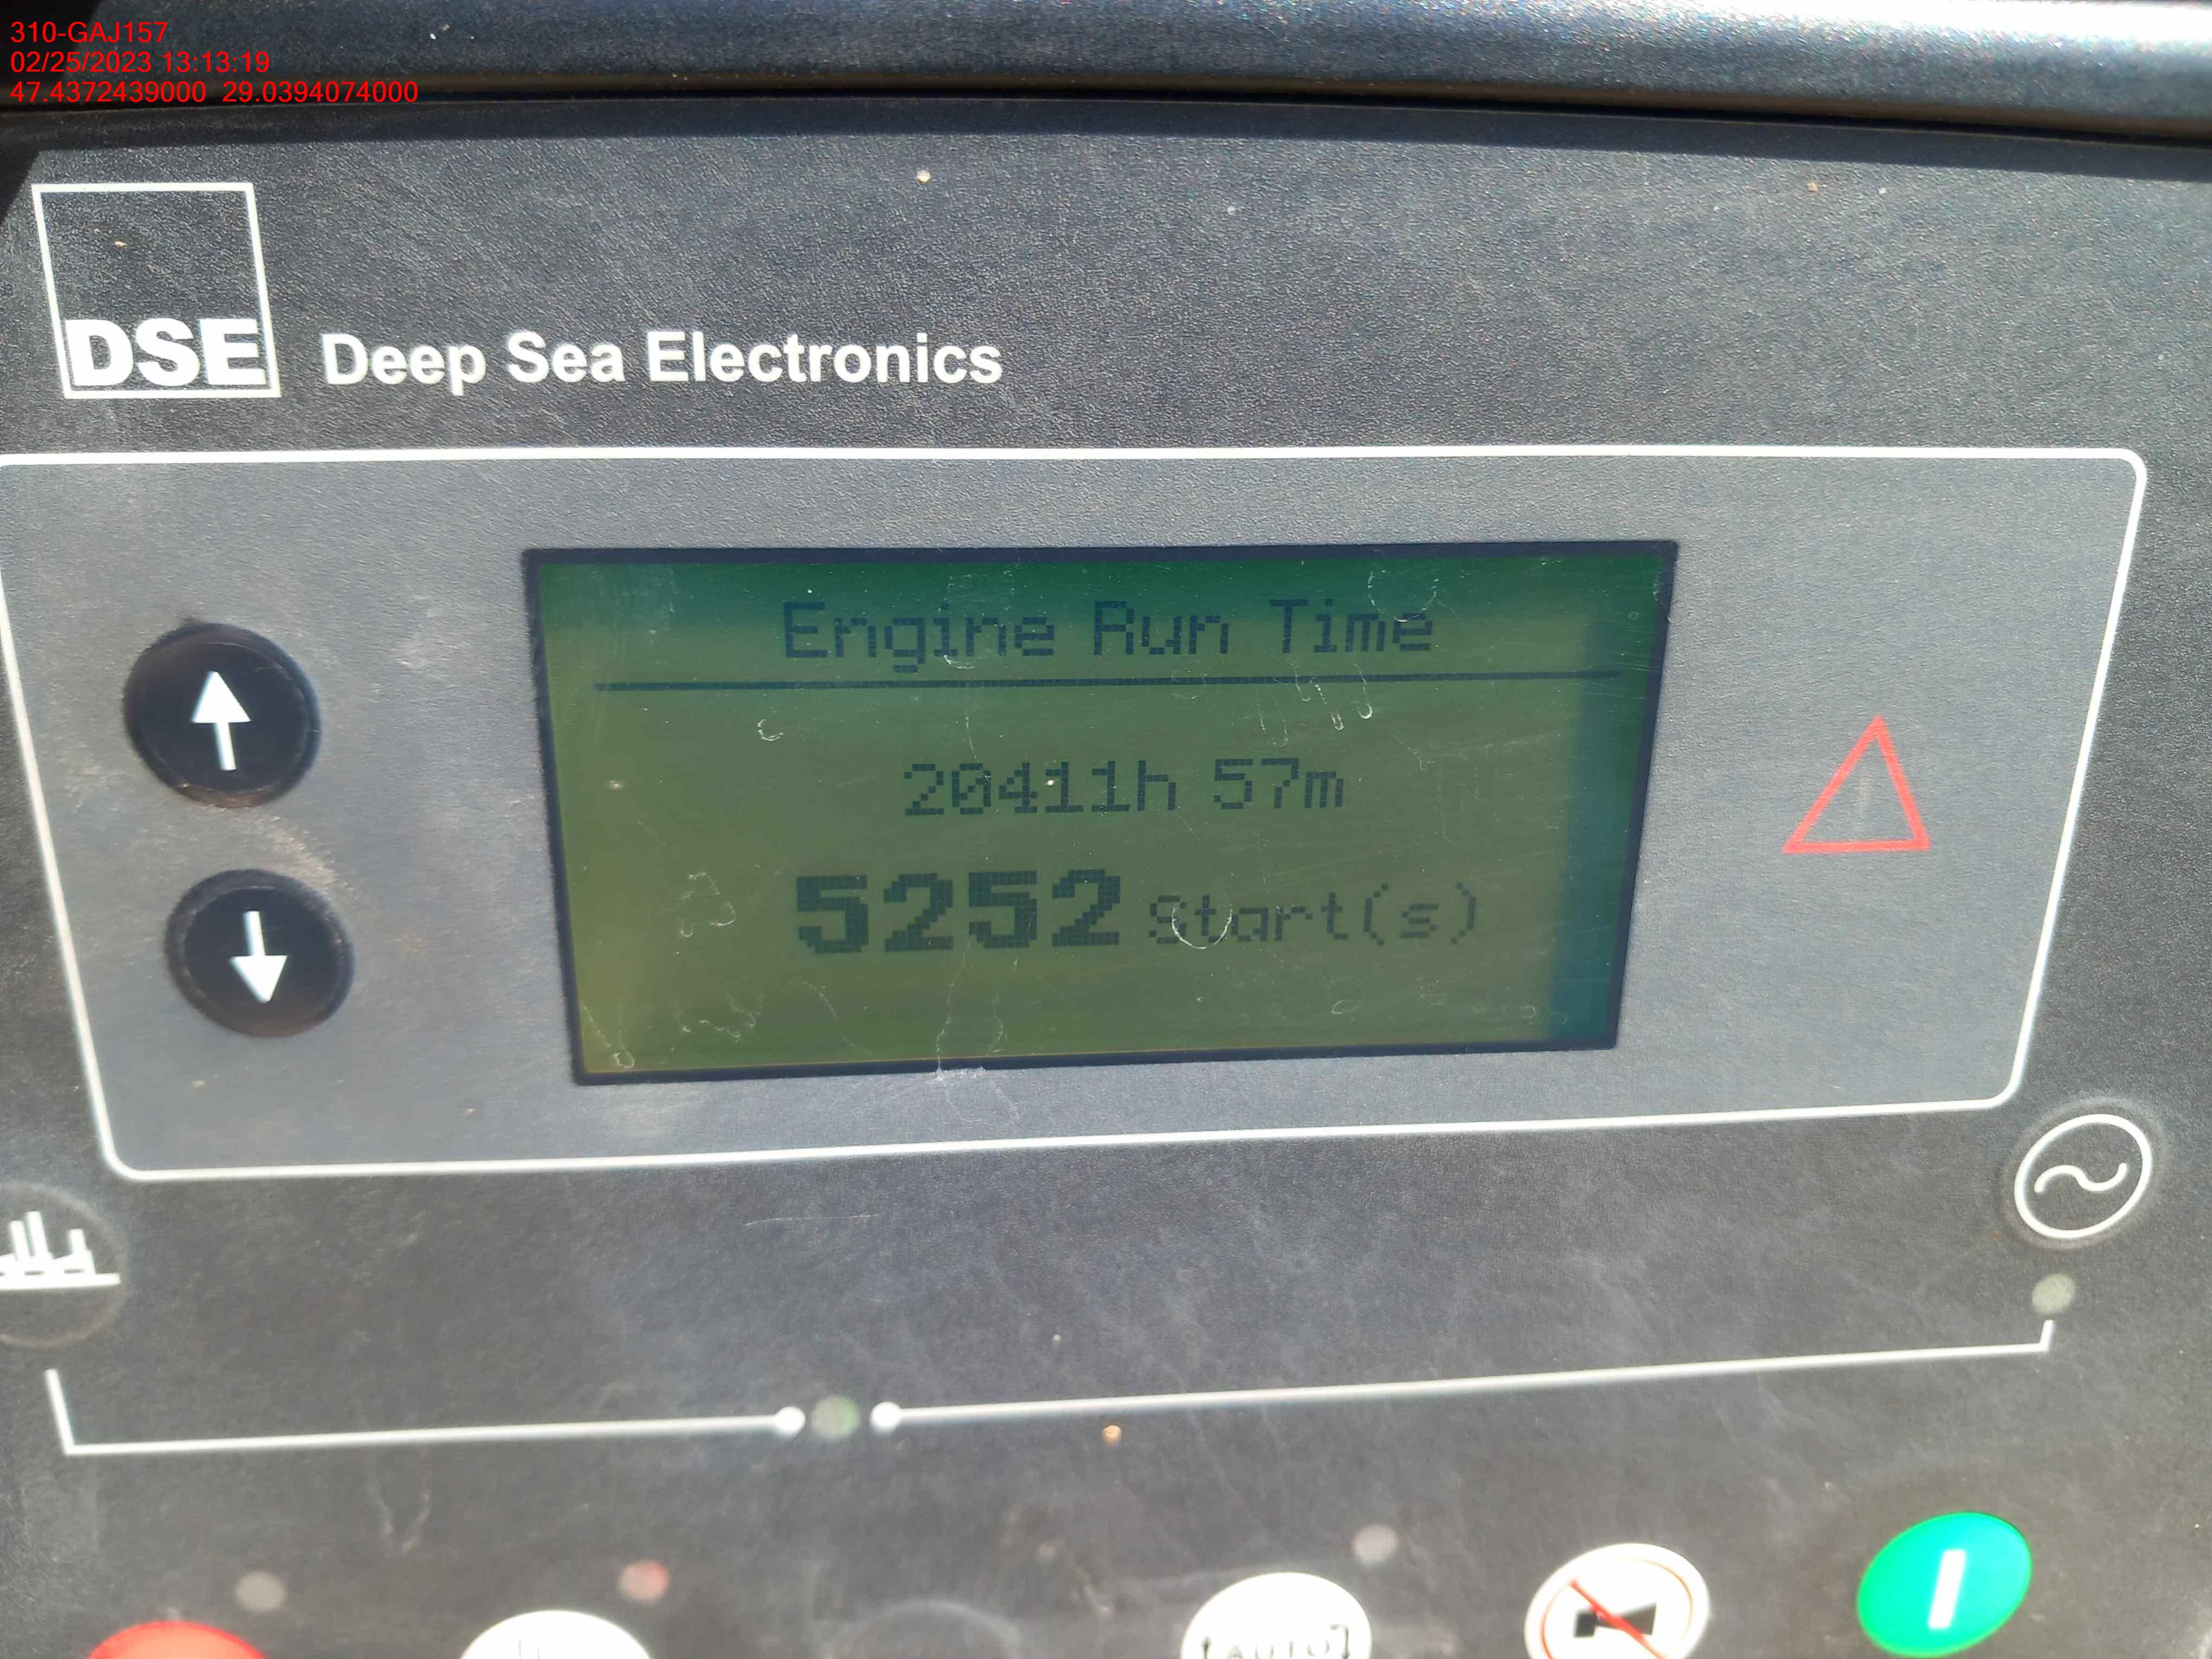 310-GAJ157
02/25/2023 13:13:19
47.4372439000 29.0394074000
DSE Deep Sea Electronics
Engine Run Time
20411h 57m
5252 Start(s)
AUTO